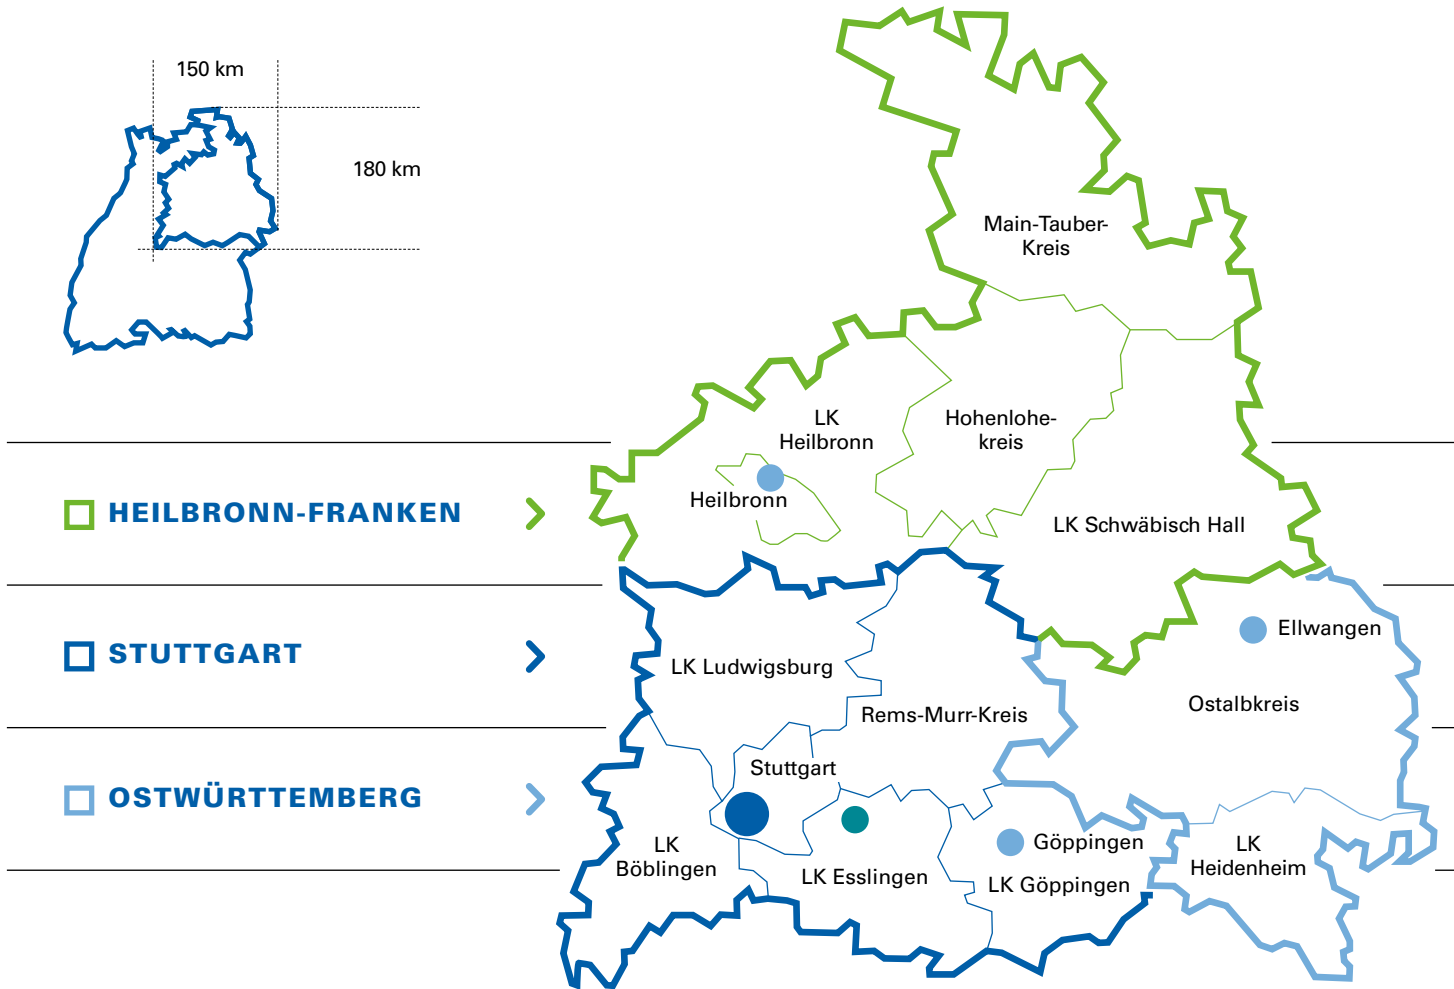 150 km
180 km
Main-Tauber-
Kreis
LK
Heilbronn
Hohenlohe-
kreis
Heilbronn
HEILBRONN-FRANKEN
LK Schwäbisch Hall
Ellwangen
STUTTGART
LK Ludwigsburg
Ostalbkreis
Rems-Murr-Kreis
Stuttgart
OSTWÜRTTEMBERG
Göppingen
LK
Böblingen
LK
Heidenheim
LK Esslingen
LK Göppingen